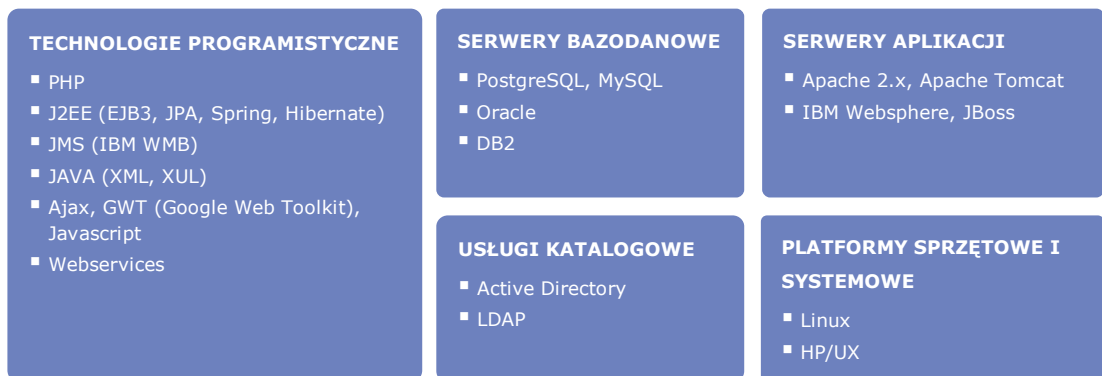 TECHNOLOGIE PROGRAMISTYCZNE
▪ PHP
▪ J2EE (EJB3, JPA, Spring, Hibernate)
▪ JMS (IBM WMB)
▪ JAVA (XML, XUL)
▪ Ajax, GWT (Google Web Toolkit),
Javascript
▪ Webservices
SERWERY BAZODANOWE
▪ PostgreSQL, MySQL
▪ Oracle
▪ DB2
SERWERY APLIKACJI
▪ Apache 2.x, Apache Tomcat
▪ IBM Websphere, JBoss
USŁUGI KATALOGOWE
▪ Active Directory
▪ LDAP
PLATFORMY SPRZĘTOWE I
SYSTEMOWE
▪ Linux
▪ HP/UX